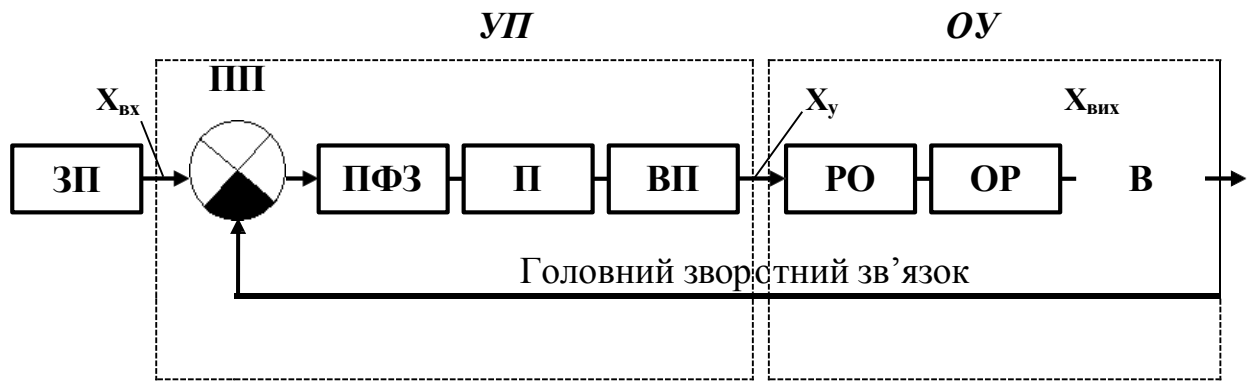 УП ОУ
ПП
Xвх Xу Xвих
ЗП ПФЗ П ВП РО ОР В
Головний зворотний зв’язок